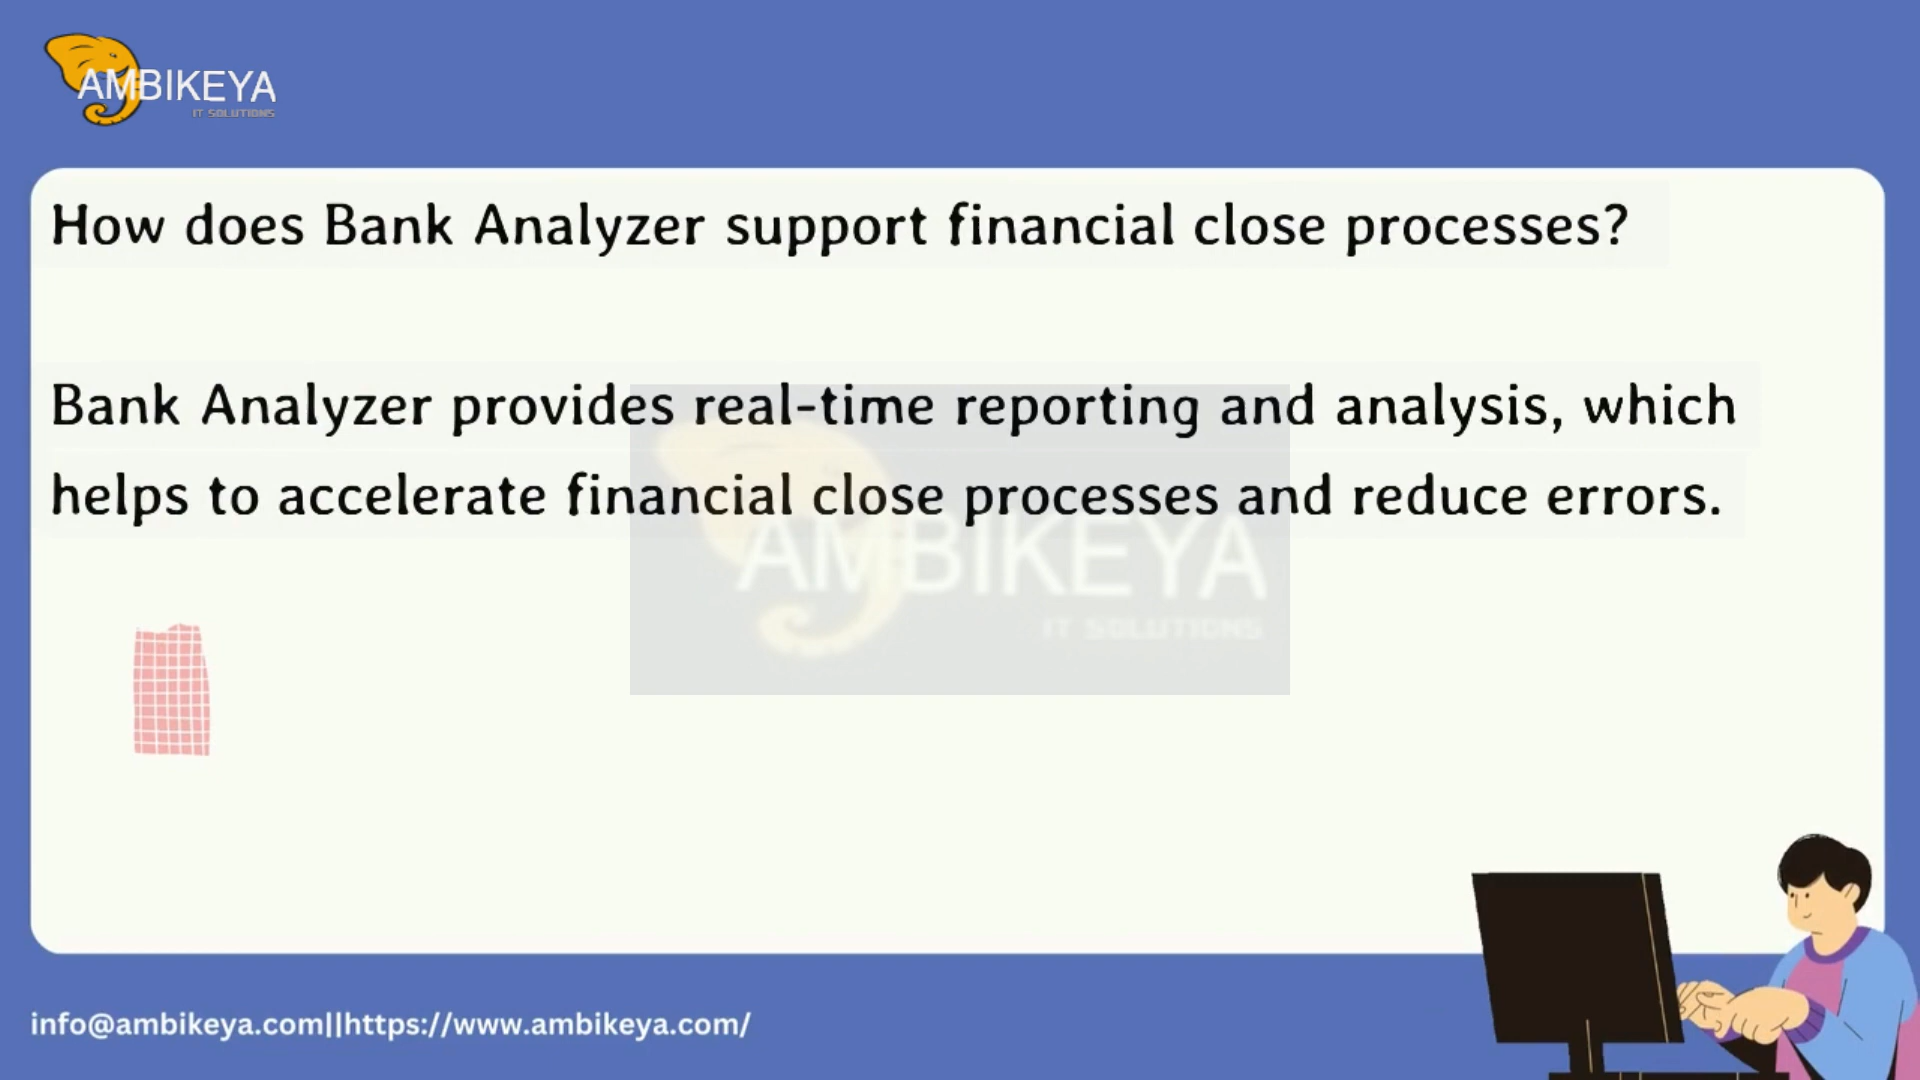 AMBIKEYA
IT SOLUTIONS
How does Bank Analyzer support financial close processes?
Bank Analyzer provides real-time reporting and analysis, which
helps to accelerate financial close processes and reduce errors.
AMBIKEYA
IT SOLUTIONS
info@ambikeya.com||https://www.ambikeya.com/